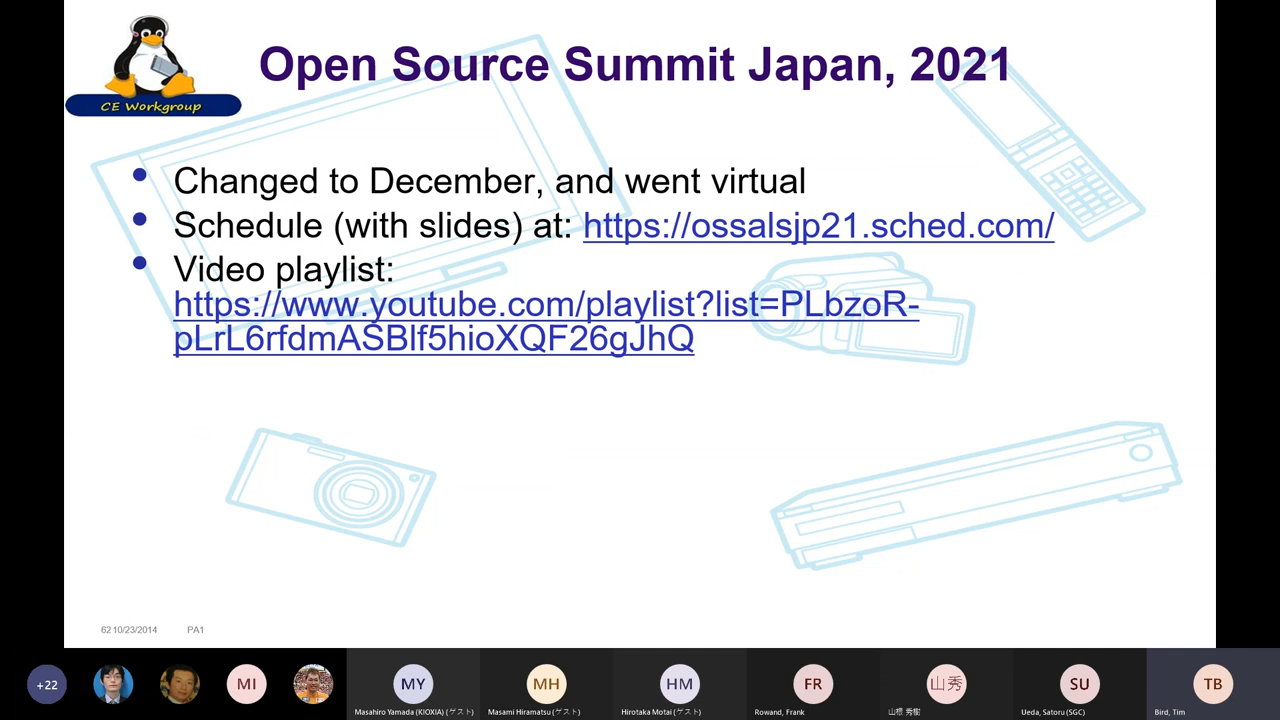 CE Workgroup
Open Source Summit Japan, 2021
• Changed to December, and went virtual
• Schedule (with slides) at: https://ossalsjp21.sched.com/
• Video playlist:
https://www.youtube.com/playlist?list=PLbzoR-
pLrL6rfdmASBlf5hioXQF26gJhQ
62 10/23/2014 PA1
+22
MI
MY
MH
HM
FR
山秀
SU
TB
Masahiro Yamada (KIOXIA) (ゲスト)
Masami Hiramatsu (ゲスト)
Hirotaka Motai (ゲスト)
Rowand, Frank
山根 秀樹
Ueda, Satoru (SGC)
Bird, Tim